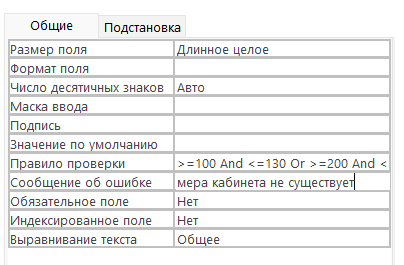 Общие Подстановка
Размер поля Длинное целое
Формат поля
Число десятичных знаков Авто
Маска ввода
Подпись
Значение по умолчанию
Правило проверки >=100 And <=130 Or >=200 And <
Сообщение об ошибке мера кабинета не существует
Обязательное поле Нет
Индексированное поле Нет
Выравнивание текста Общее